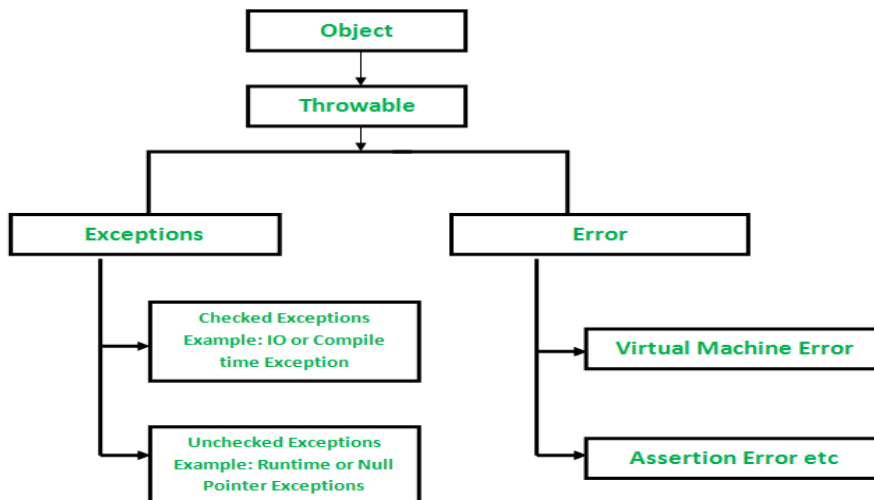 Object
Throwable
Exceptions
Error
Checked Exceptions
Example: IO or Compile
time Exception
Virtual Machine Error
Unchecked Exceptions
Example: Runtime or Null
Pointer Exceptions
Assertion Error etc